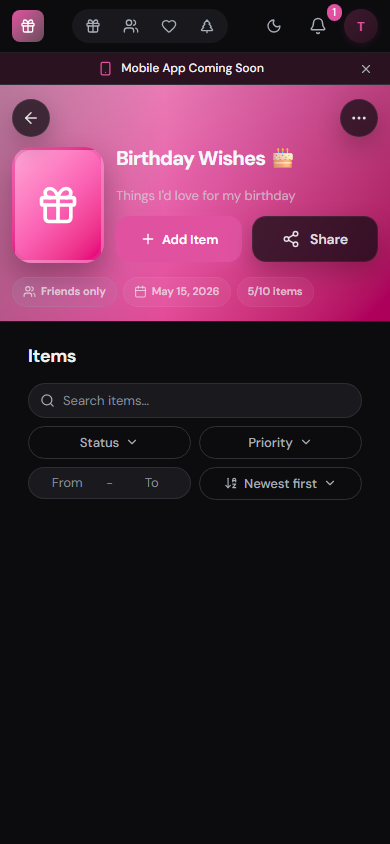 1
T
Mobile App Coming Soon
Birthday Wishes 🎂
Things I'd love for my birthday
Add Item
Share
Friends only
May 15, 2026
5/10 items
Items
Search items...
Status
Priority
From - To
Newest first